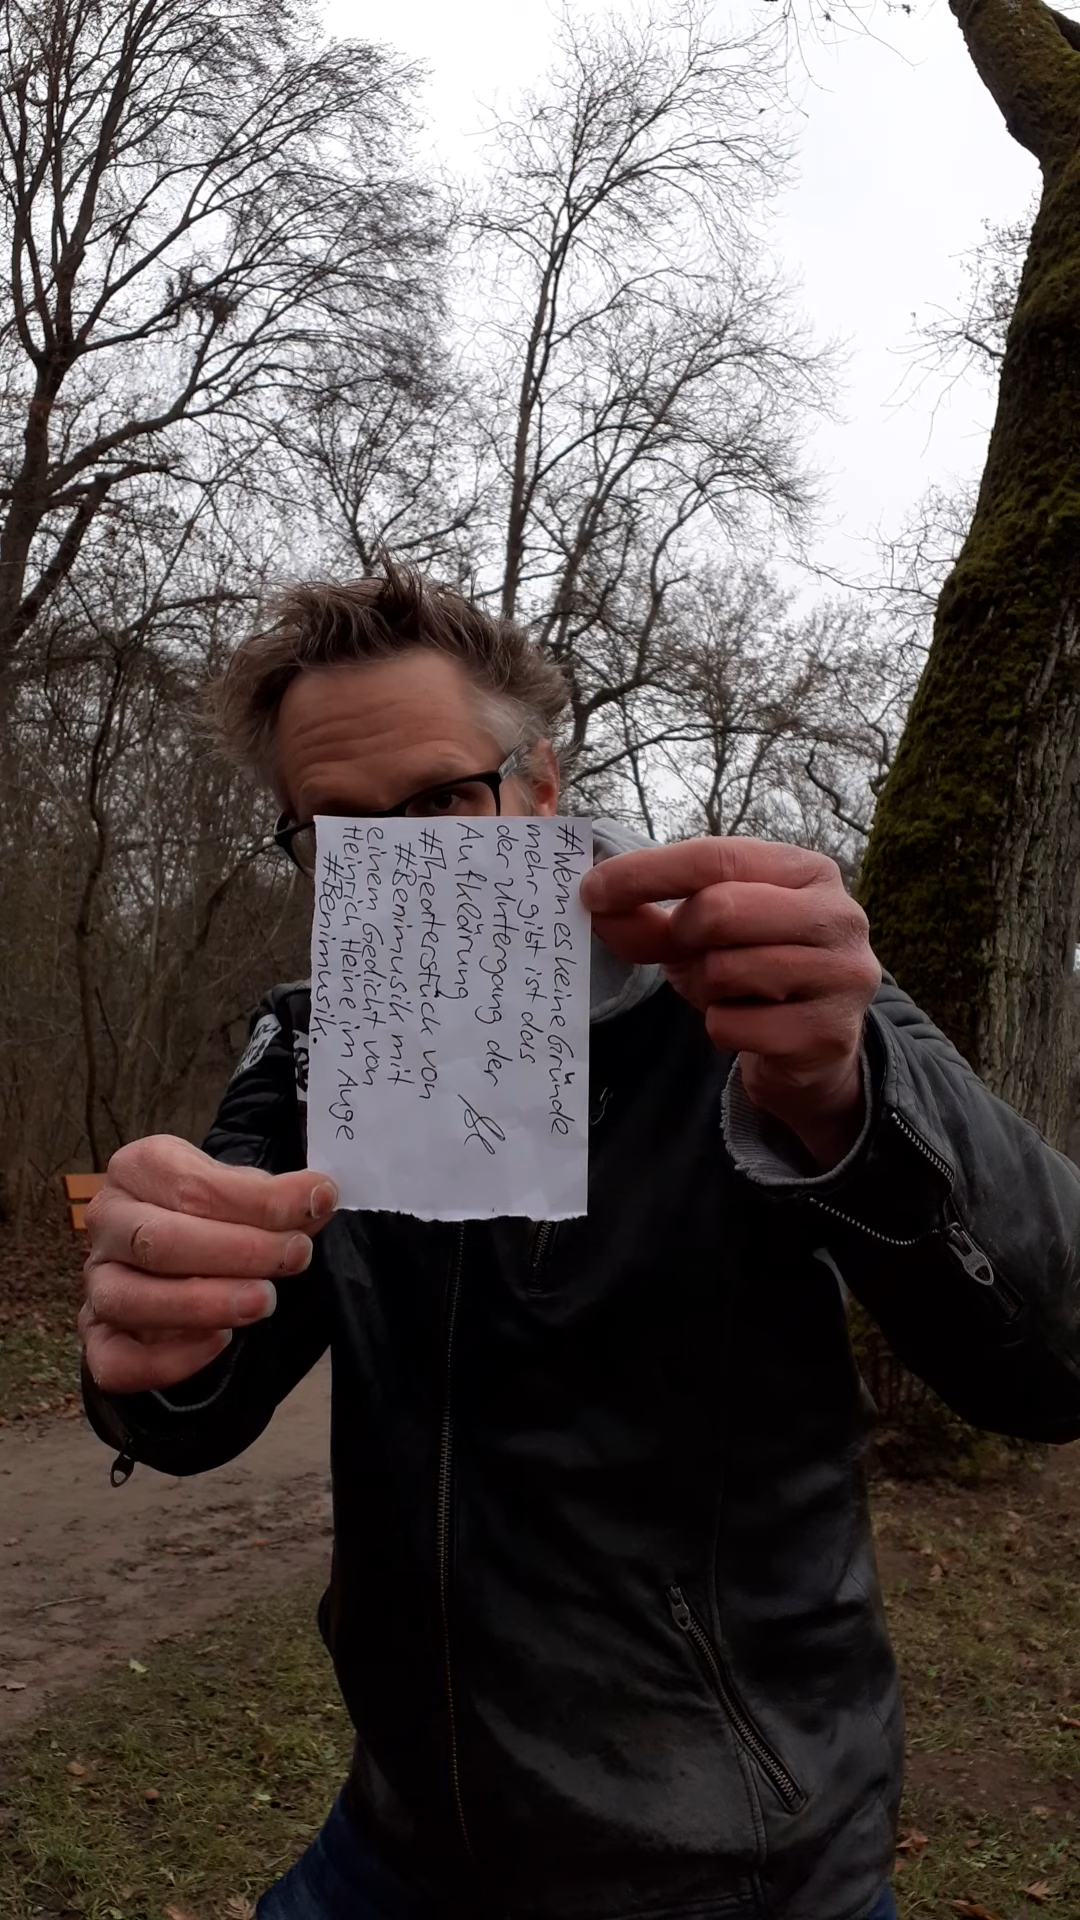 #Wenn es keine Gründe
mehr gibt ist das
der Untergang der
Aufklärung
#Theaterstück von
#Benimusik mit
einem Gedicht von
Heinrich Heine im Auge
#Benimusik.